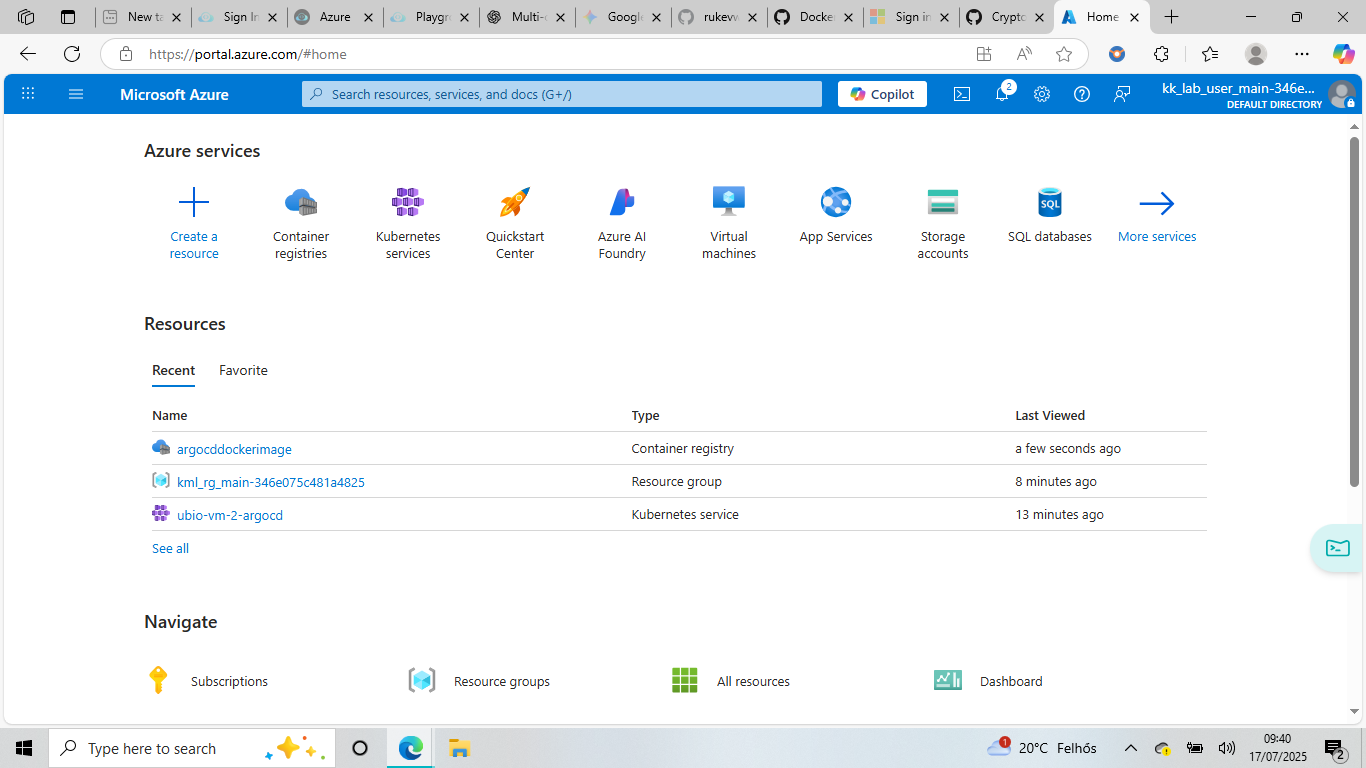 New ta
Sign In
Azure
Playgr
Multi-c
Google
rukevw
Docke
Sign in
Crypto
Home
https://portal.azure.com/#home
Microsoft Azure
Search resources, services, and docs (G+/)
Copilot
2
kk_lab_user_main-346e...
DEFAULT DIRECTORY
Azure services
Create a
resource
Container
registries
Kubernetes
services
Quickstart
Center
Azure AI
Foundry
Virtual
machines
App Services
Storage
accounts
SQL
SQL databases
More services
Resources
Recent
Favorite
Name
Type
Last Viewed
argocddockerimage
Container registry
a few seconds ago
kml_rg_main-346e075c481a4825
Resource group
8 minutes ago
ubio-vm-2-argocd
Kubernetes service
13 minutes ago
See all
Navigate
Subscriptions
Resource groups
All resources
Dashboard
Type here to search
1
20°C Felhős
09:40
17/07/2025
2